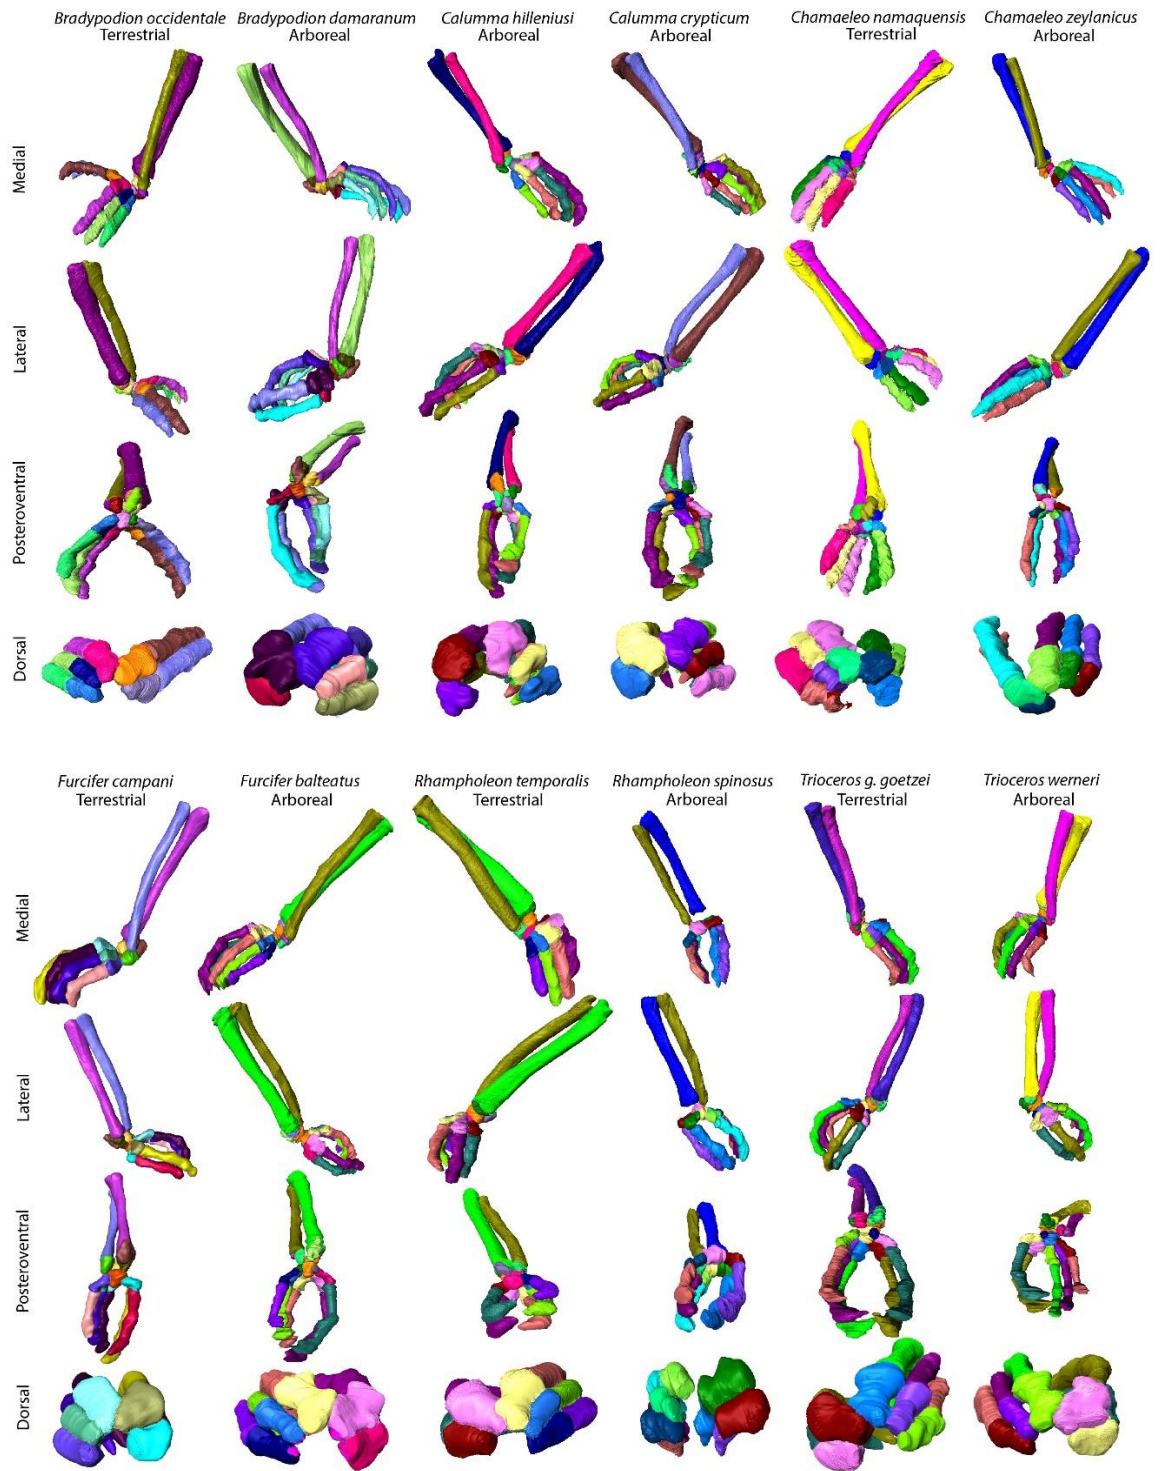 Bradypodion occidentale
Terrestrial
Bradypodion damaranum
Arboreal
Calumma hilleniusi
Arboreal
Calumma crypticum
Arboreal
Chamaeleo namaquensis
Terrestrial
Chamaeleo zeylanicus
Arboreal
Medial
Lateral
Posteroventral
Dorsal
Furcifer campani
Terrestrial
Furcifer balteatus
Arboreal
Rhampholeon temporalis
Terrestrial
Rhampholeon spinosus
Arboreal
Trioceros g. goetzei
Terrestrial
Trioceros werneri
Arboreal
Medial
Lateral
Posteroventral
Dorsal